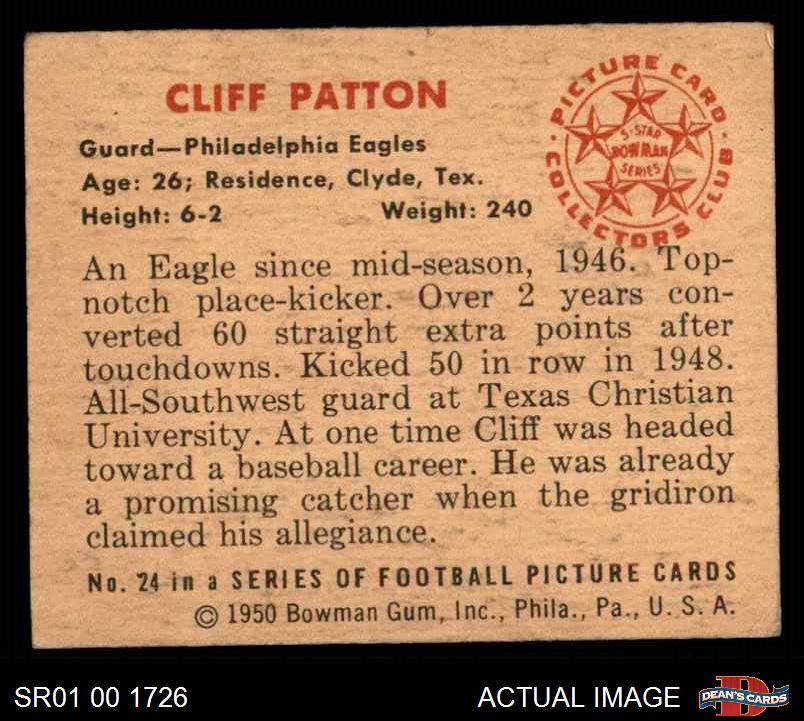 CLIFF PATTON
Guard—Philadelphia Eagles
Age: 26; Residence, Clyde, Tex.
Height: 6-2 Weight: 240
PICTURE CARD
COLLECTORS CLUB
5-STAR
BOWMAN
SERIES
An Eagle since mid-season, 1946. Top-
notch place-kicker. Over 2 years con-
verted 60 straight extra points after
touchdowns. Kicked 50 in row in 1948.
All-Southwest guard at Texas Christian
University. At one time Cliff was headed
toward a baseball career. He was already
a promising catcher when the gridiron
claimed his allegiance.
No. 24 in a SERIES OF FOOTBALL PICTURE CARDS
© 1950 Bowman Gum, Inc., Phila., Pa., U. S. A.
SR01 00 1726 ACTUAL IMAGE
D
DEAN'S CARDS